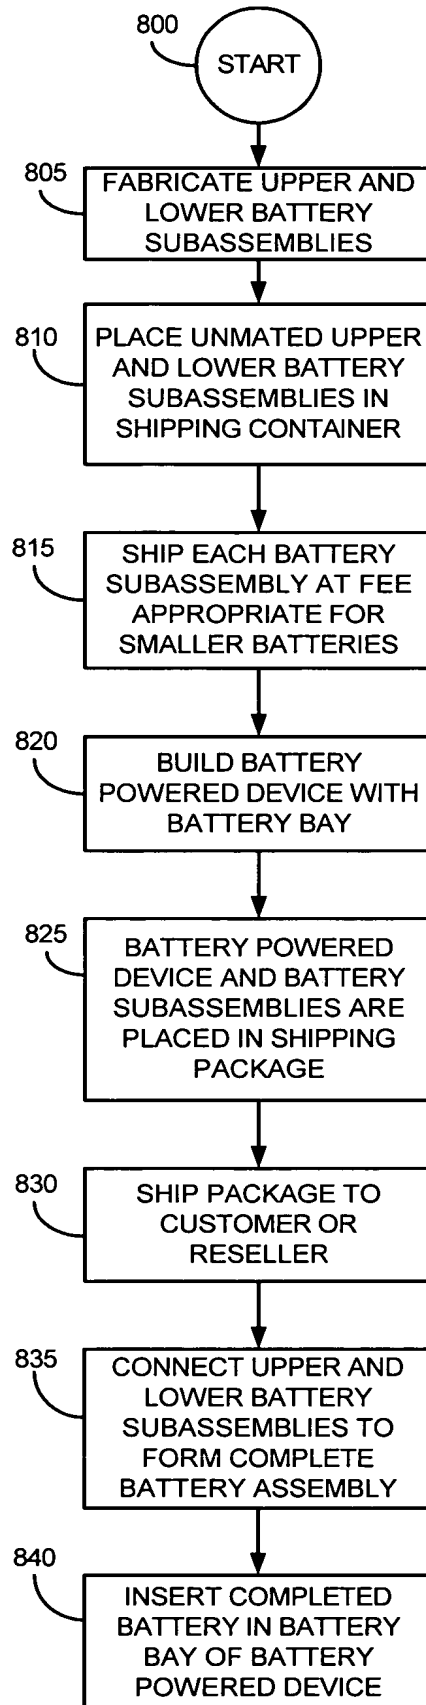 800
START
805
FABRICATE UPPER AND
LOWER BATTERY
SUBASSEMBLIES
810
PLACE UNMATED UPPER
AND LOWER BATTERY
SUBASSEMBLIES IN
SHIPPING CONTAINER
815
SHIP EACH BATTERY
SUBASSEMBLY AT FEE
APPROPRIATE FOR
SMALLER BATTERIES
820
BUILD BATTERY
POWERED DEVICE WITH
BATTERY BAY
825
BATTERY POWERED
DEVICE AND BATTERY
SUBASSEMBLIES ARE
PLACED IN SHIPPING
PACKAGE
830
SHIP PACKAGE TO
CUSTOMER OR
RESELLER
835
CONNECT UPPER AND
LOWER BATTERY
SUBASSEMBLIES TO
FORM COMPLETE
BATTERY ASSEMBLY
840
INSERT COMPLETED
BATTERY IN BATTERY
BAY OF BATTERY
POWERED DEVICE